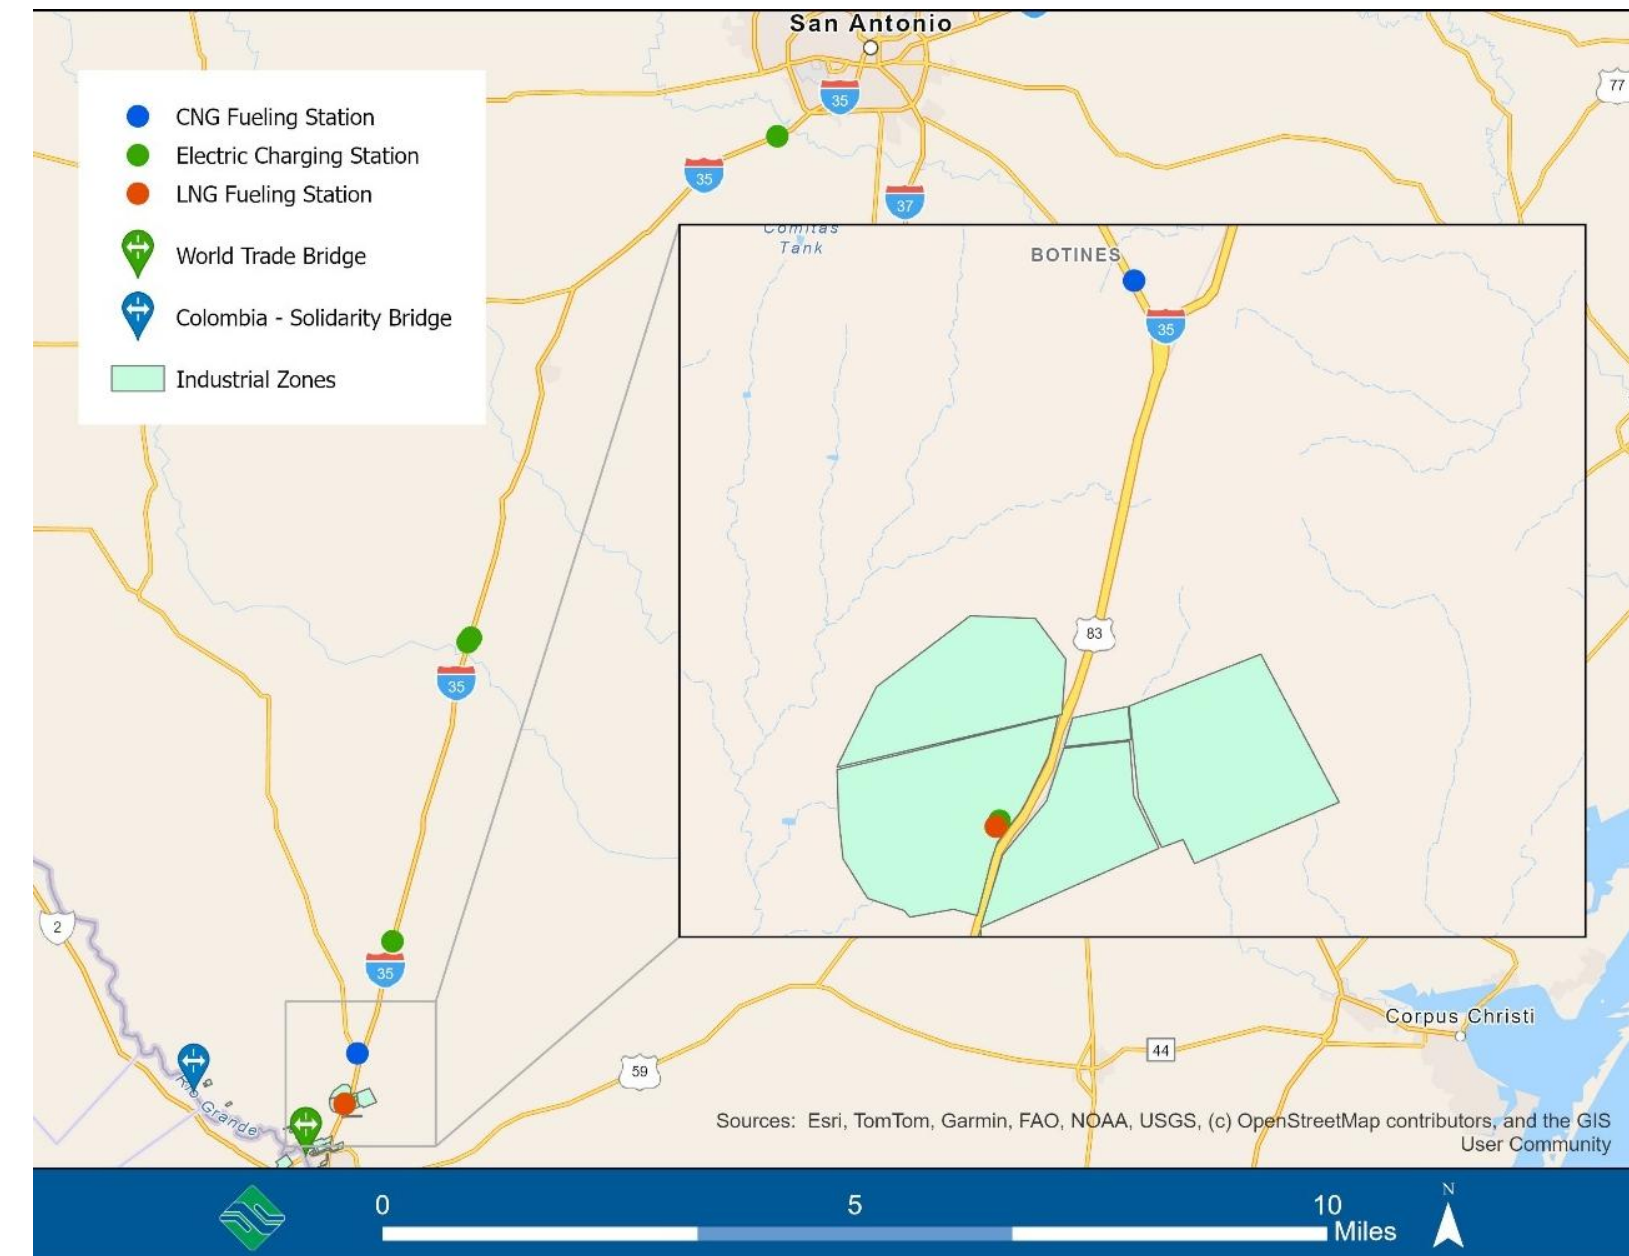 San Antonio
77
35
CNG Fueling Station
Electric Charging Station
LNG Fueling Station
World Trade Bridge
Colombia - Solidarity Bridge
Industrial Zones
35
37
Comitas
Tank
BOTINES
35
83
35
2
35
Rio Grande
59
44
Corpus Christi
Sources: Esri, TomTom, Garmin, FAO, NOAA, USGS, (c) OpenStreetMap contributors, and the GIS
User Community
0
5
10
Miles
N